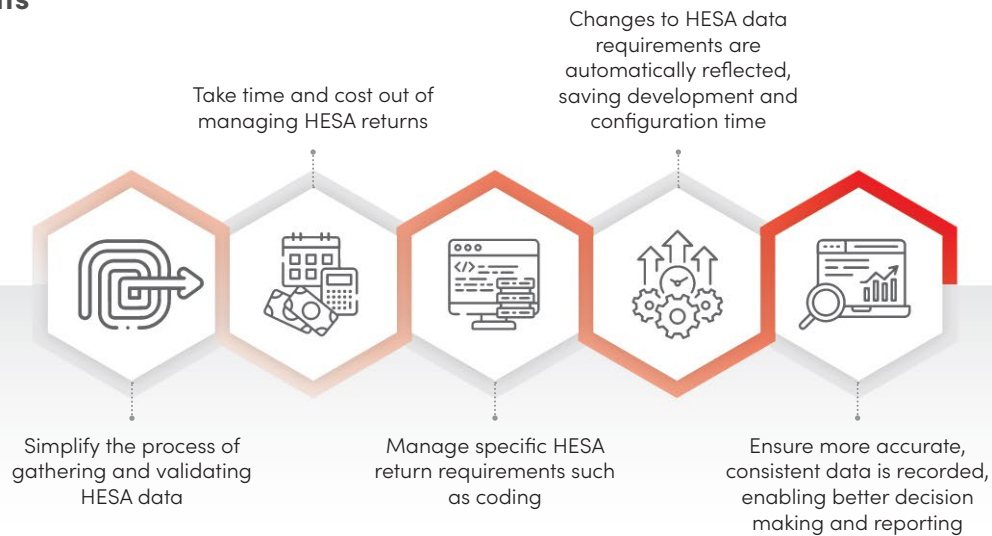 Take time and cost out of
managing HESA returns
Changes to HESA data
requirements are
automatically reflected,
saving development and
configuration time
</>
Simplify the process of
gathering and validating
HESA data
Manage specific HESA
return requirements such
as coding
Ensure more accurate,
consistent data is recorded,
enabling better decision
making and reporting